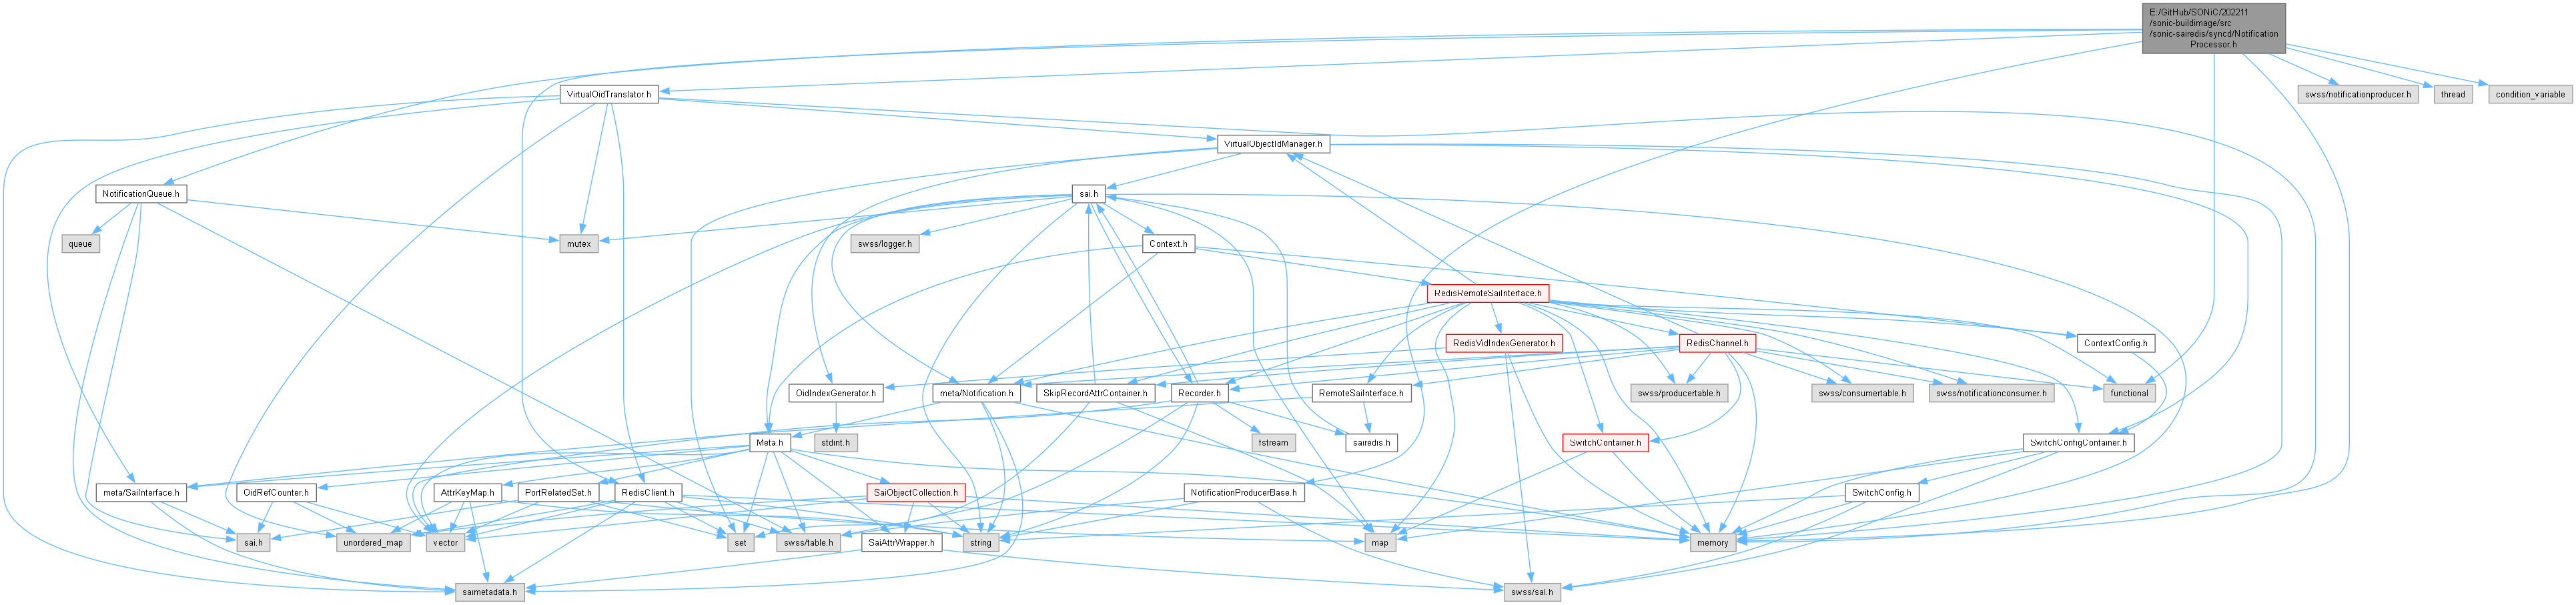 E:/GitHub/SONiC/202211
/sonic-buildimage/src
/sonic-sairedis/syncd/Notification
Processor.h
VirtualOidTranslator.h
swss/notificationproducer.h
thread
condition_variable
VirtualObjectIdManager.h
NotificationQueue.h
sai.h
queue
mutex
swss/logger.h
Context.h
RedisRemoteSaiInterface.h
RedisVidIndexGenerator.h
RedisChannel.h
ContextConfig.h
OidIndexGenerator.h
meta/Notification.h
SkipRecordAttrContainer.h
Recorder.h
RemoteSaiInterface.h
swss/producertable.h
swss/consumertable.h
swss/notificationconsumer.h
functional
Meta.h
stdint.h
fstream
sairedis.h
SwitchContainer.h
SwitchConfigContainer.h
meta/SaiInterface.h
OidRefCounter.h
AttrKeyMap.h
PortRelatedSet.h
RedisClient.h
SaiObjectCollection.h
NotificationProducerBase.h
SwitchConfig.h
sai.h
unordered_map
vector
set
swss/table.h
SaiAttrWrapper.h
string
map
memory
saimetadata.h
swss/sal.h